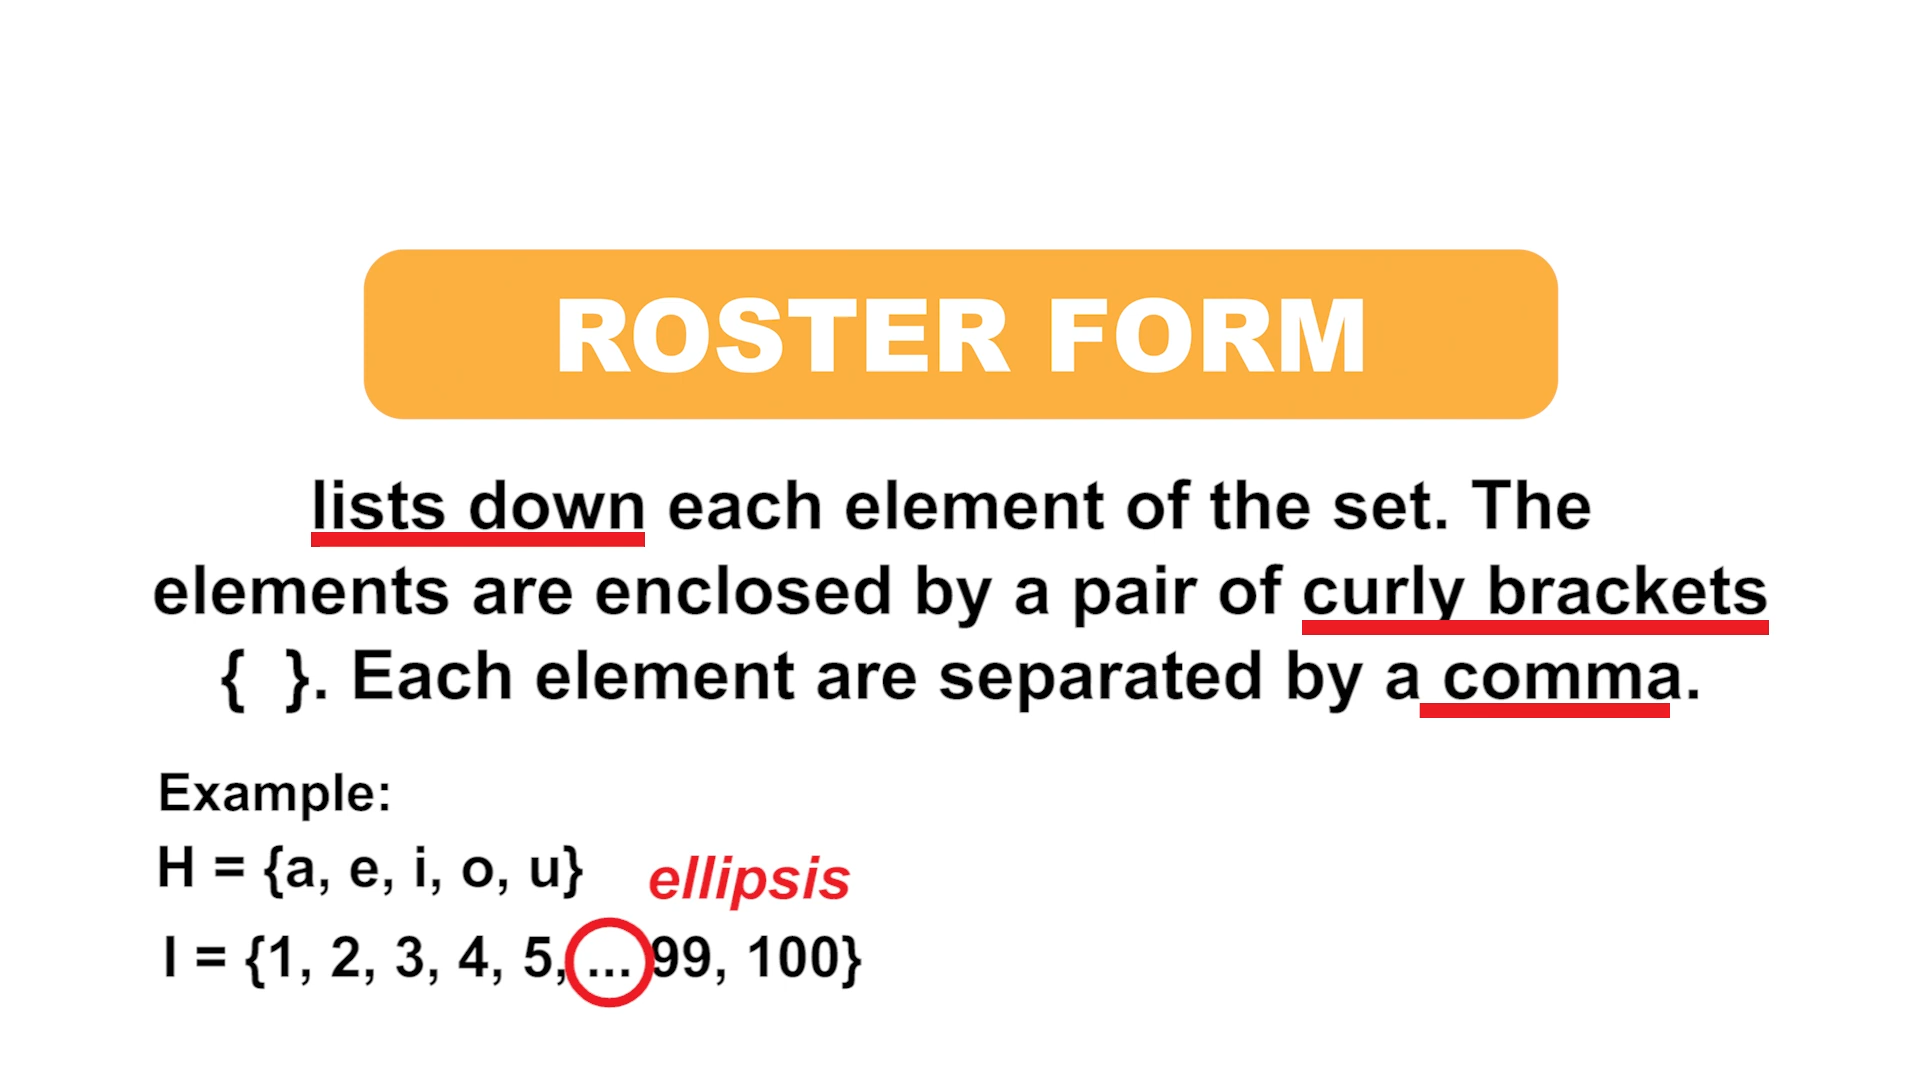 ROSTER FORM
lists down each element of the set. The
elements are enclosed by a pair of curly brackets
{ }. Each element are separated by a comma.
Example:
H = {a, e, i, o, u}
ellipsis
I = {1, 2, 3, 4, 5, ... 99, 100}